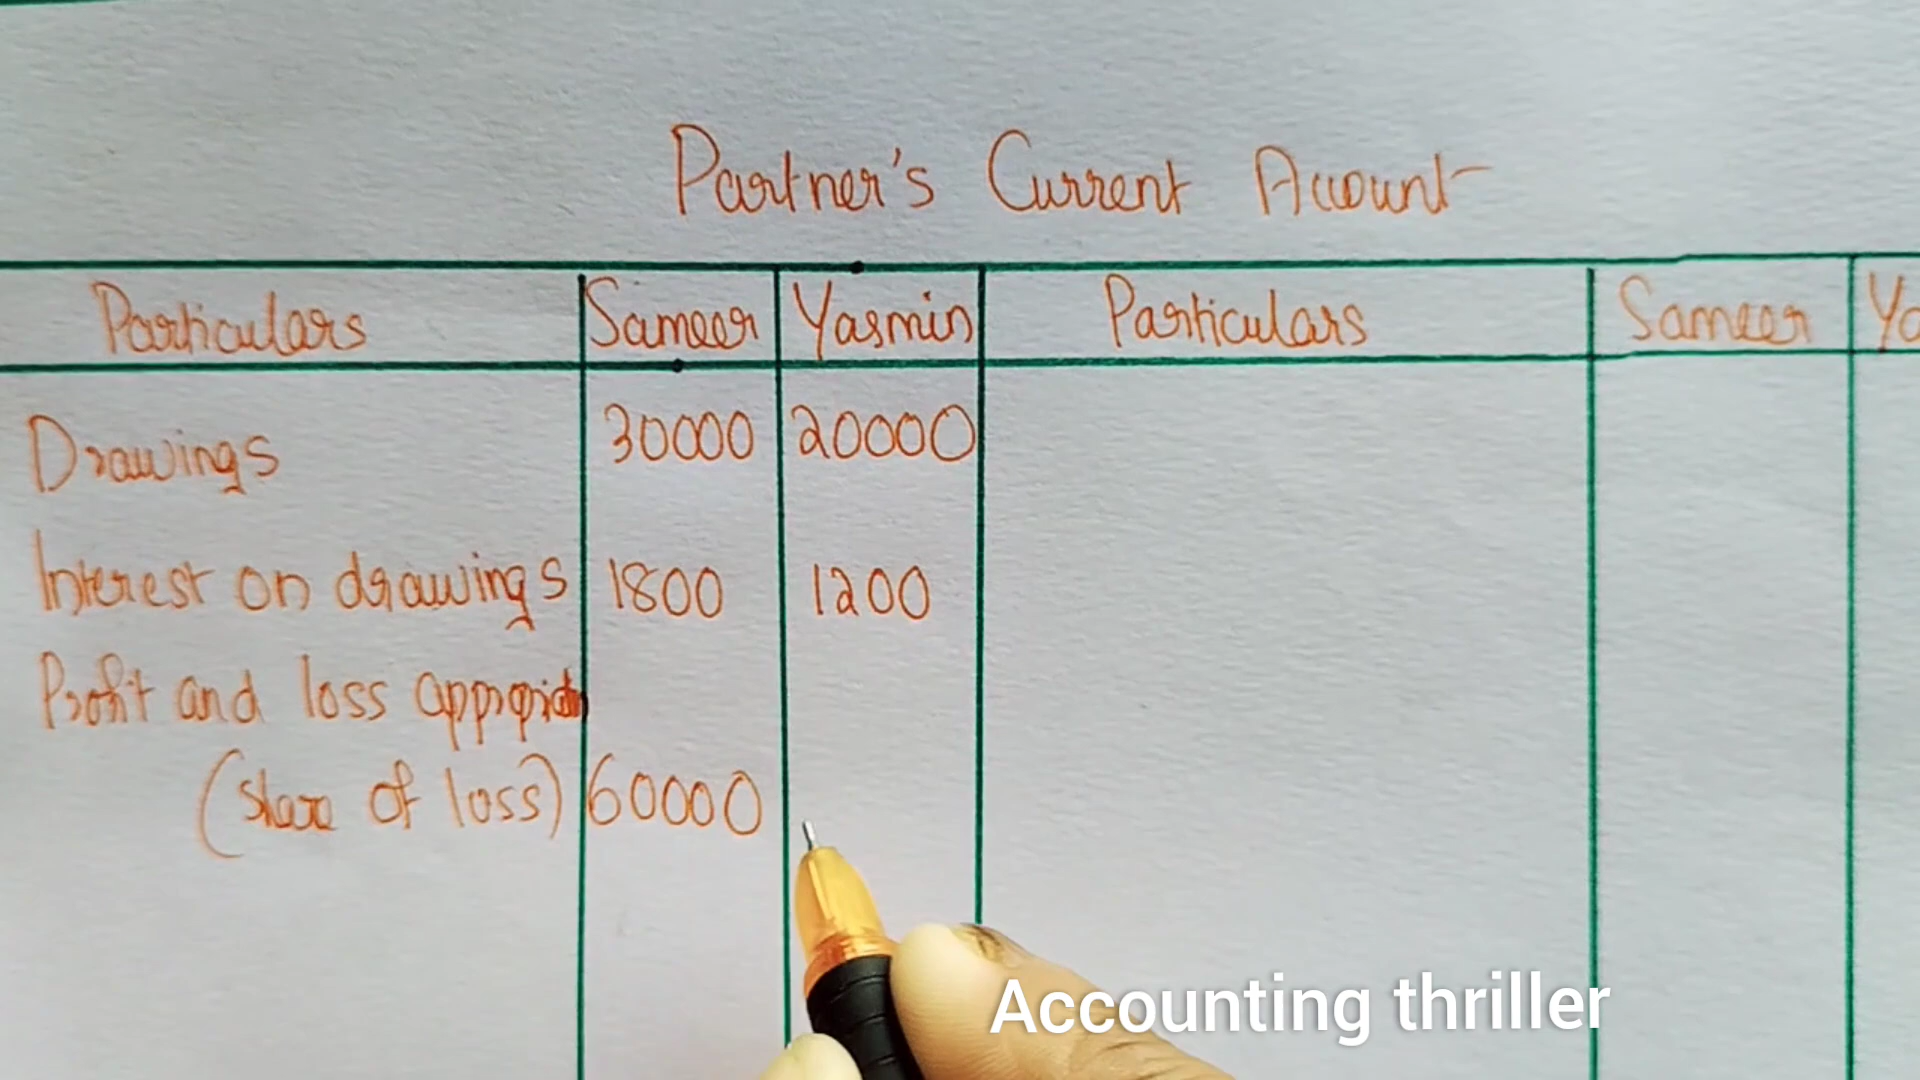 Partner's Current Account
Particulars Sameer Yasmin Particulars Sameer Ya
Drawings 30000 20000
Interest on drawings 1800 1200
Profit and loss
(Share of loss) 60000
Accounting thriller